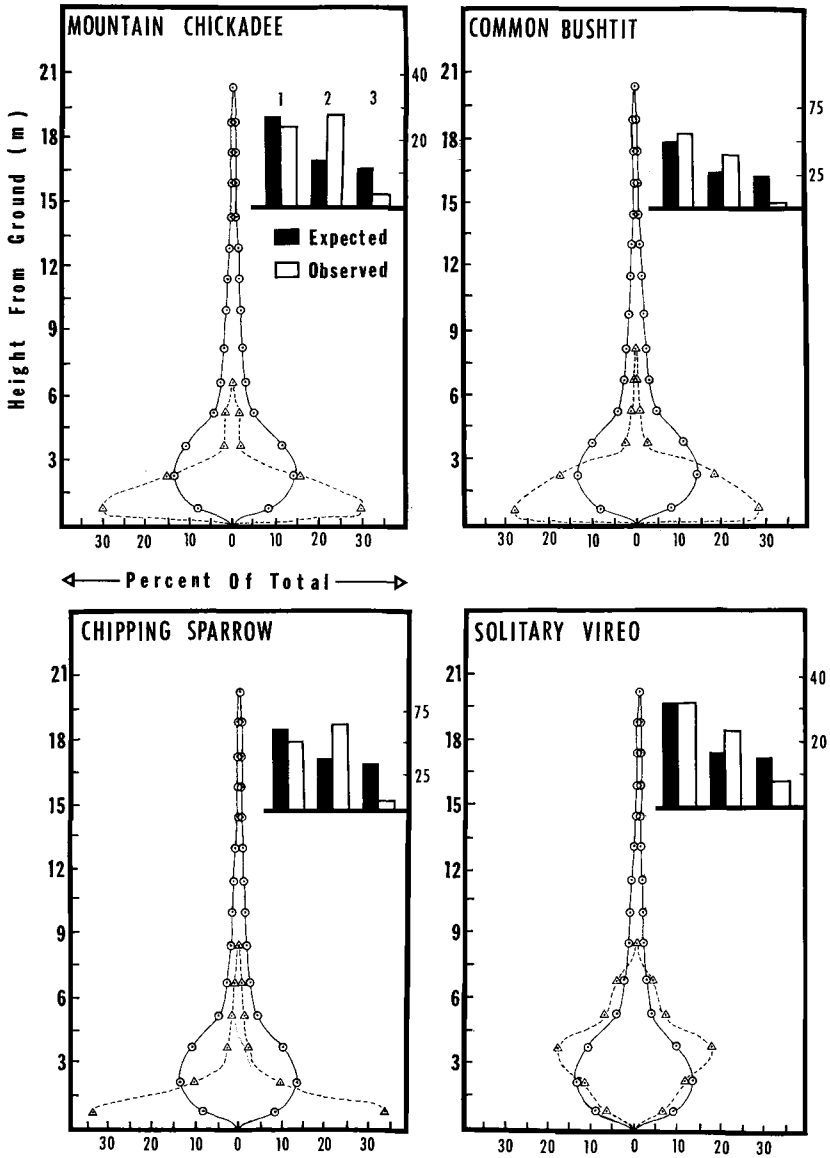 MOUNTAIN CHICKADEE
21
18
15
12
9
6
3
40
20
1 2 3
Expected
Observed
30 20 10 0 10 20 30
Height From Ground (m)
Percent Of Total
COMMON BUSHTIT
21
18
15
12
9
6
3
75
25
30 20 10 0 10 20 30
CHIPPING SPARROW
21
18
15
12
9
6
3
75
25
30 20 10 0 10 20 30
SOLITARY VIREO
21
18
15
12
9
6
3
40
20
30 20 10 0 10 20 30